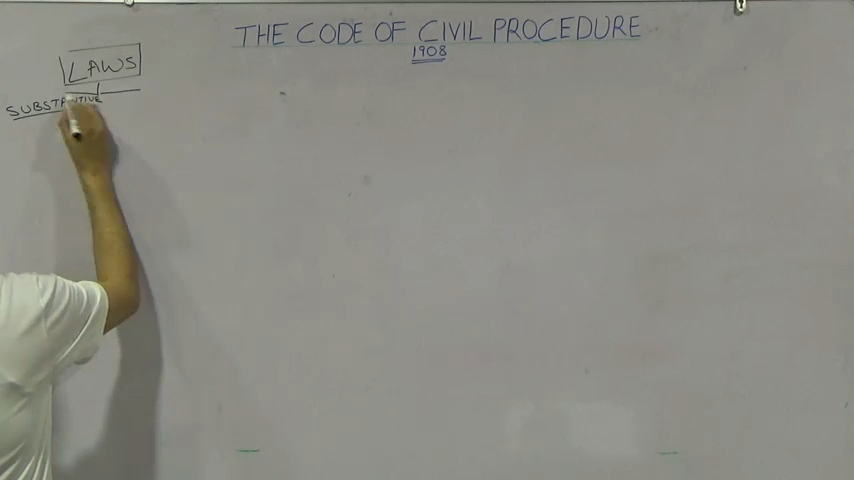 THE CODE OF CIVIL PROCEDURE
1908
LAWS
SUBSTANTIVE